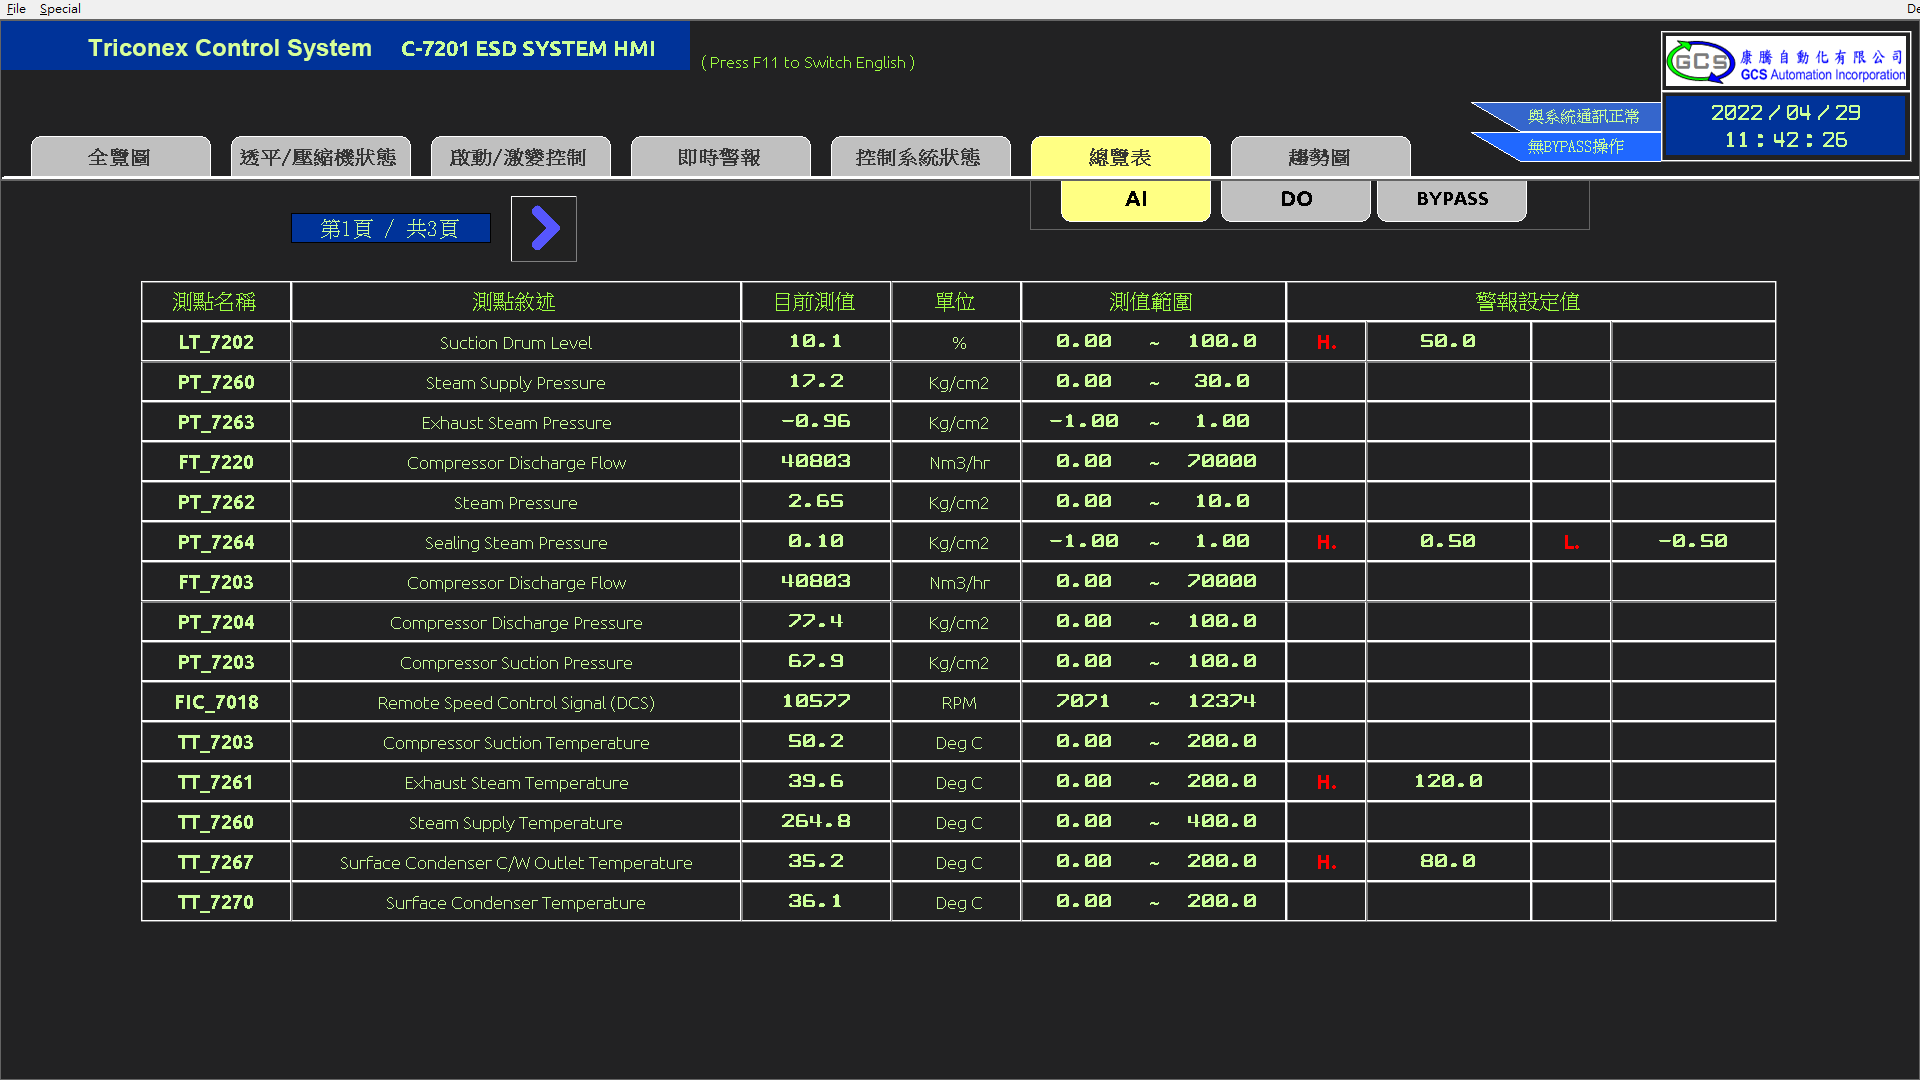 File Special
De
Triconex Control System C-7201 ESD SYSTEM HMI
( Press F11 to Switch English )
GCS 康騰自動化有限公司
GCS Automation Incorporation
與系統通訊正常
無BYPASS操作
2022/04/29
11:42:26
全覽圖 透平/壓縮機狀態 啟動/激變控制 即時警報 控制系統狀態 總覽表 趨勢圖
AI DO BYPASS
第1頁 / 共3頁
測點名稱 測點敘述 目前測值 單位 測值範圍 警報設定值
LT_7202 Suction Drum Level 10.1 % 0.00 ~ 100.0 H. 50.0
PT_7260 Steam Supply Pressure 17.2 Kg/cm2 0.00 ~ 30.0
PT_7263 Exhaust Steam Pressure -0.96 Kg/cm2 -1.00 ~ 1.00
FT_7220 Compressor Discharge Flow 40803 Nm3/hr 0.00 ~ 70000
PT_7262 Steam Pressure 2.65 Kg/cm2 0.00 ~ 10.0
PT_7264 Sealing Steam Pressure 0.10 Kg/cm2 -1.00 ~ 1.00 H. 0.50 L. -0.50
FT_7203 Compressor Discharge Flow 40803 Nm3/hr 0.00 ~ 70000
PT_7204 Compressor Discharge Pressure 77.4 Kg/cm2 0.00 ~ 100.0
PT_7203 Compressor Suction Pressure 67.9 Kg/cm2 0.00 ~ 100.0
FIC_7018 Remote Speed Control Signal (DCS) 10577 RPM 7071 ~ 12374
TT_7203 Compressor Suction Temperature 50.2 Deg C 0.00 ~ 200.0
TT_7261 Exhaust Steam Temperature 39.6 Deg C 0.00 ~ 200.0 H. 120.0
TT_7260 Steam Supply Temperature 264.8 Deg C 0.00 ~ 400.0
TT_7267 Surface Condenser C/W Outlet Temperature 35.2 Deg C 0.00 ~ 200.0 H. 80.0
TT_7270 Surface Condenser Temperature 36.1 Deg C 0.00 ~ 200.0